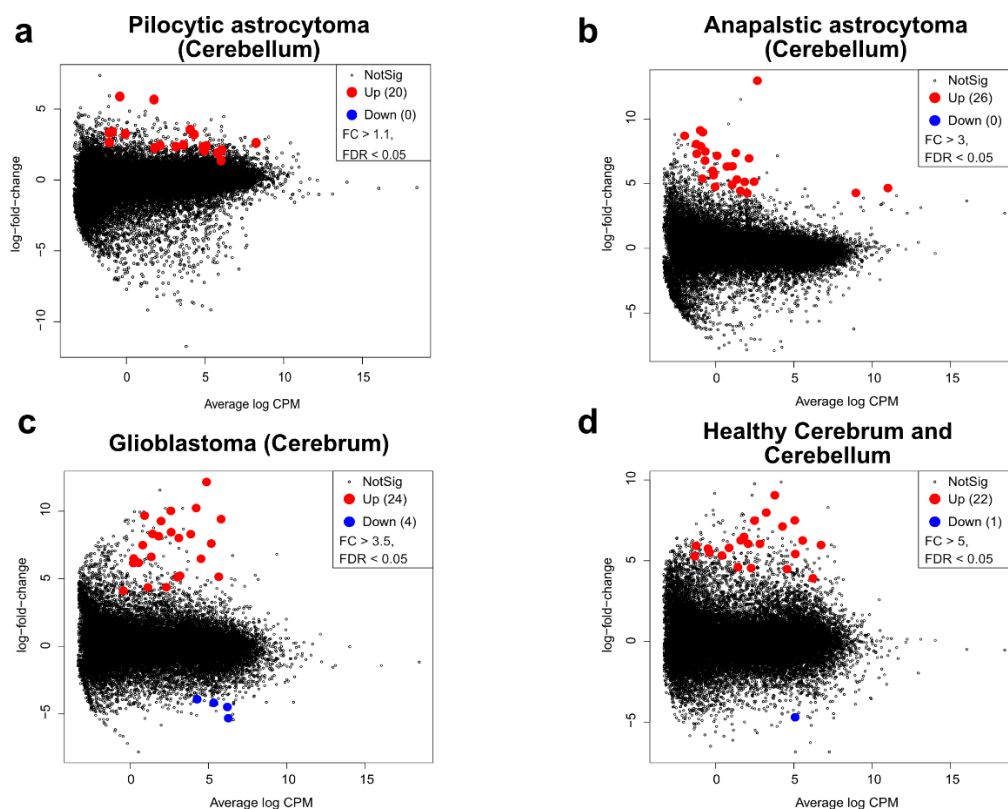 a
Pilocytic astrocytoma
(Cerebellum)
NotSig
Up (20)
Down (0)
FC > 1.1,
FDR < 0.05
log-fold-change
5
0
−5
−10
0
5
10
15
Average log CPM
b
Anapalstic astrocytoma
(Cerebellum)
NotSig
Up (26)
Down (0)
FC > 3,
FDR < 0.05
log-fold-change
10
5
0
−5
0
5
10
15
Average log CPM
c
Glioblastoma (Cerebrum)
NotSig
Up (24)
Down (4)
FC > 3.5,
FDR < 0.05
log-fold-change
10
5
0
−5
0
5
10
15
Average log CPM
d
Healthy Cerebrum and
Cerebellum
NotSig
Up (22)
Down (1)
FC > 5,
FDR < 0.05
log-fold-change
10
5
0
−5
0
5
10
15
Average log CPM